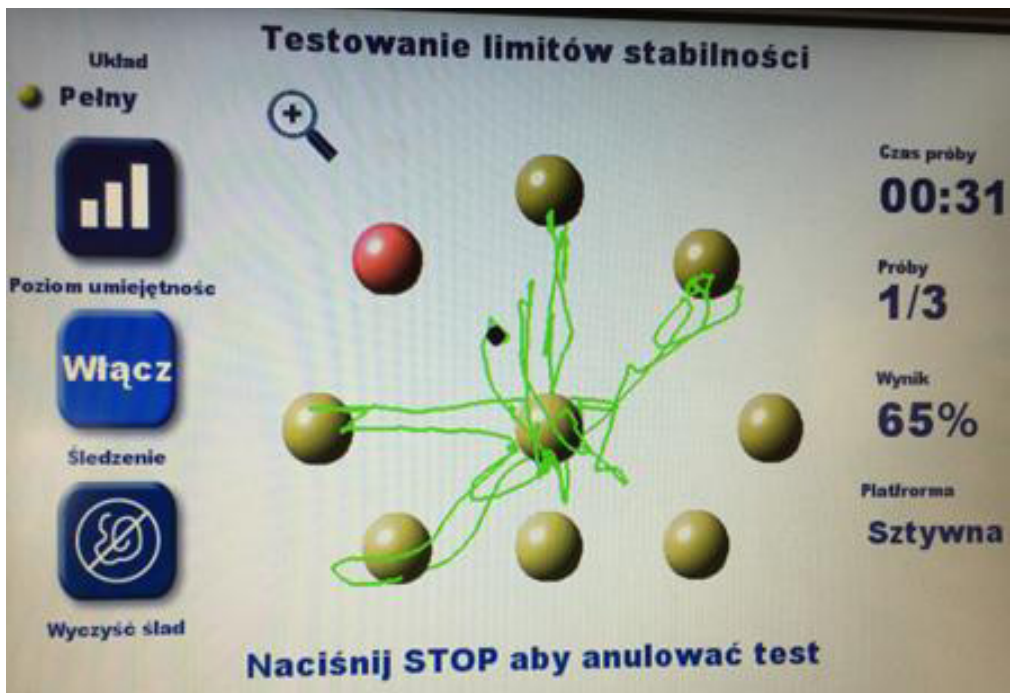 Testowanie limitów stabilności
Układ
Pełny
Poziom umiejętnośc
Włącz
Śledzenie
Wyczyść ślad
Czas próby
00:31
Próby
1/3
Wynik
65%
Platfrorma
Sztywna
Naciśnij STOP aby anulować test